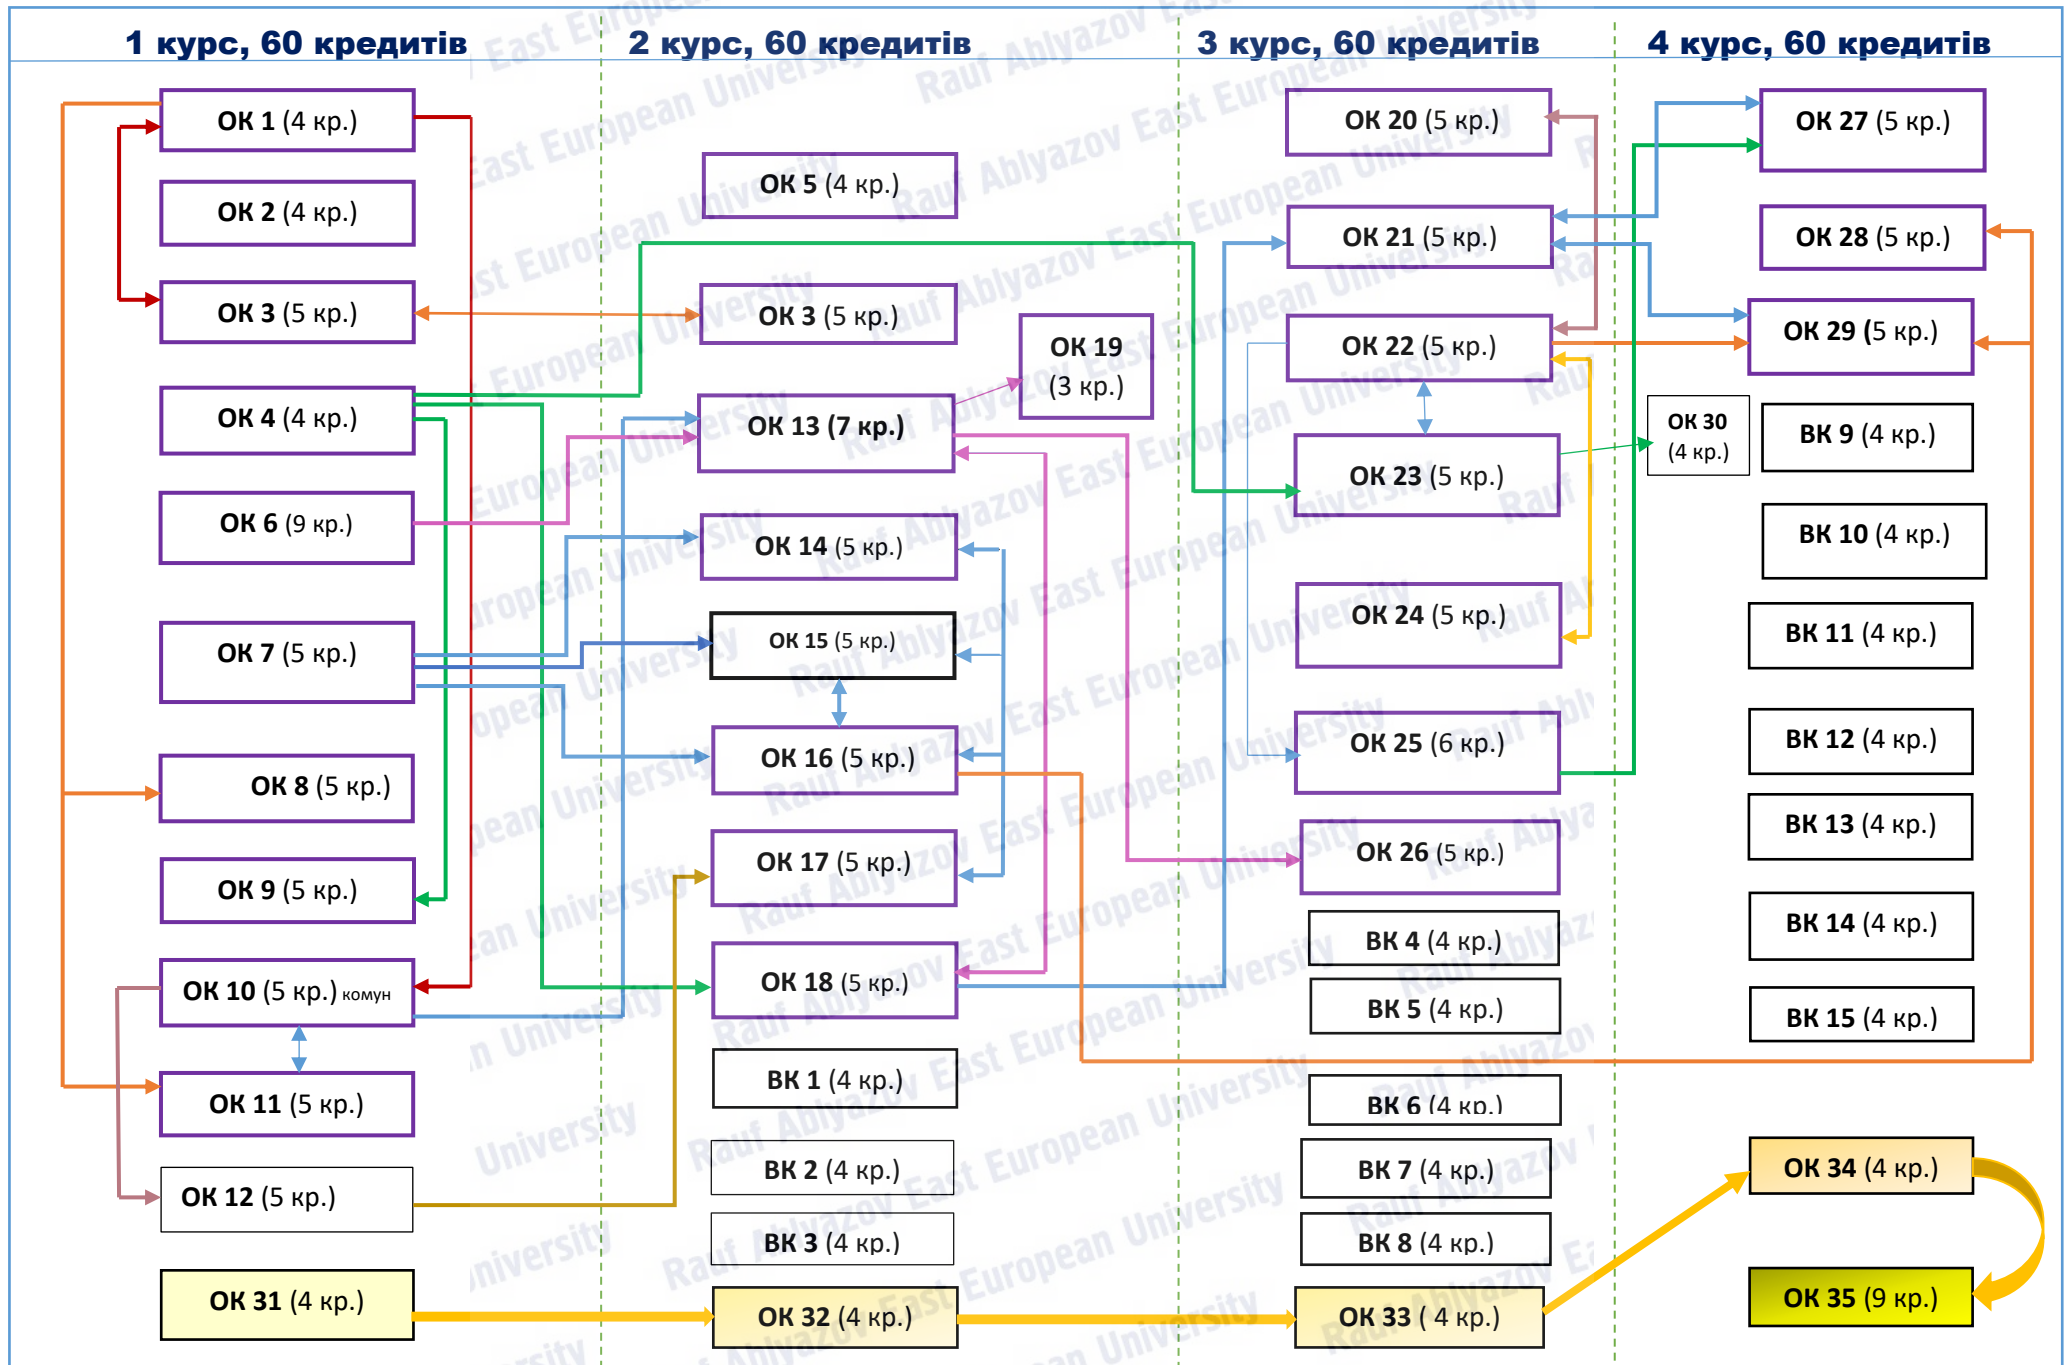 1 курс, 60 кредитів
2 курс, 60 кредитів
3 курс, 60 кредитів
4 курс, 60 кредитів
ОК 1 (4 кр.)
ОК 2 (4 кр.)
ОК 3 (5 кр.)
ОК 4 (4 кр.)
ОК 6 (9 кр.)
ОК 7 (5 кр.)
ОК 8 (5 кр.)
ОК 9 (5 кр.)
ОК 10 (5 кр.) комун
ОК 11 (5 кр.)
ОК 12 (5 кр.)
ОК 31 (4 кр.)
ОК 5 (4 кр.)
ОК 3 (5 кр.)
ОК 19
(3 кр.)
ОК 13 (7 кр.)
ОК 14 (5 кр.)
ОК 15 (5 кр.)
ОК 16 (5 кр.)
ОК 17 (5 кр.)
ОК 18 (5 кр.)
ВК 1 (4 кр.)
ВК 2 (4 кр.)
ВК 3 (4 кр.)
ОК 32 (4 кр.)
ОК 20 (5 кр.)
ОК 21 (5 кр.)
ОК 22 (5 кр.)
ОК 23 (5 кр.)
ОК 24 (5 кр.)
ОК 25 (6 кр.)
ОК 26 (5 кр.)
ВК 4 (4 кр.)
ВК 5 (4 кр.)
ВК 6 (4 кр.)
ВК 7 (4 кр.)
ВК 8 (4 кр.)
ОК 33 ( 4 кр.)
ОК 27 (5 кр.)
ОК 28 (5 кр.)
ОК 29 (5 кр.)
ОК 30
(4 кр.)
ВК 9 (4 кр.)
ВК 10 (4 кр.)
ВК 11 (4 кр.)
ВК 12 (4 кр.)
ВК 13 (4 кр.)
ВК 14 (4 кр.)
ВК 15 (4 кр.)
ОК 34 (4 кр.)
ОК 35 (9 кр.)
Rauf Ablyazov East European University